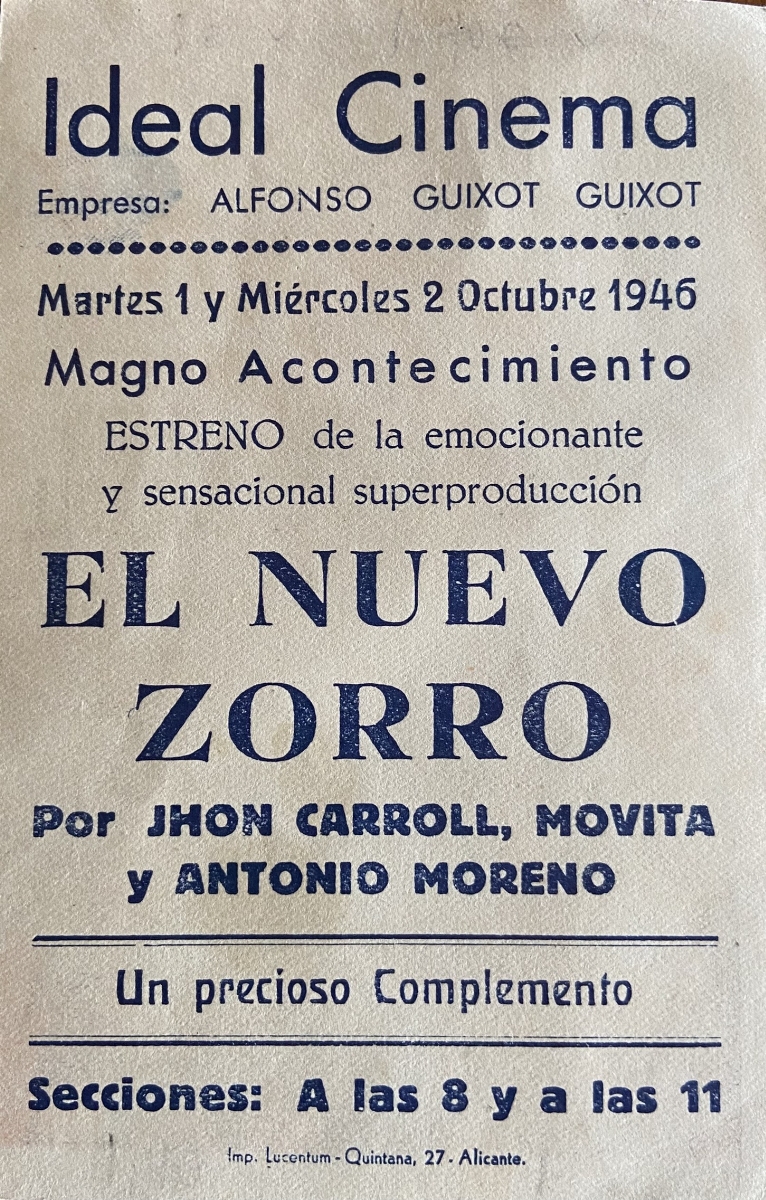 Ideal Cinema
Empresa: ALFONSO GUIXOT GUIXOT
Martes 1 y Miércoles 2 Octubre 1946
Magno Acontecimiento
ESTRENO de la emocionante
y sensacional superproducción
EL NUEVO
ZORRO
Por JHON CARROLL, MOVITA
y ANTONIO MORENO
Un precioso Complemento
Secciones: A las 8 y a las 11
Imp. Lucentum - Quintana, 27 - Alicante.